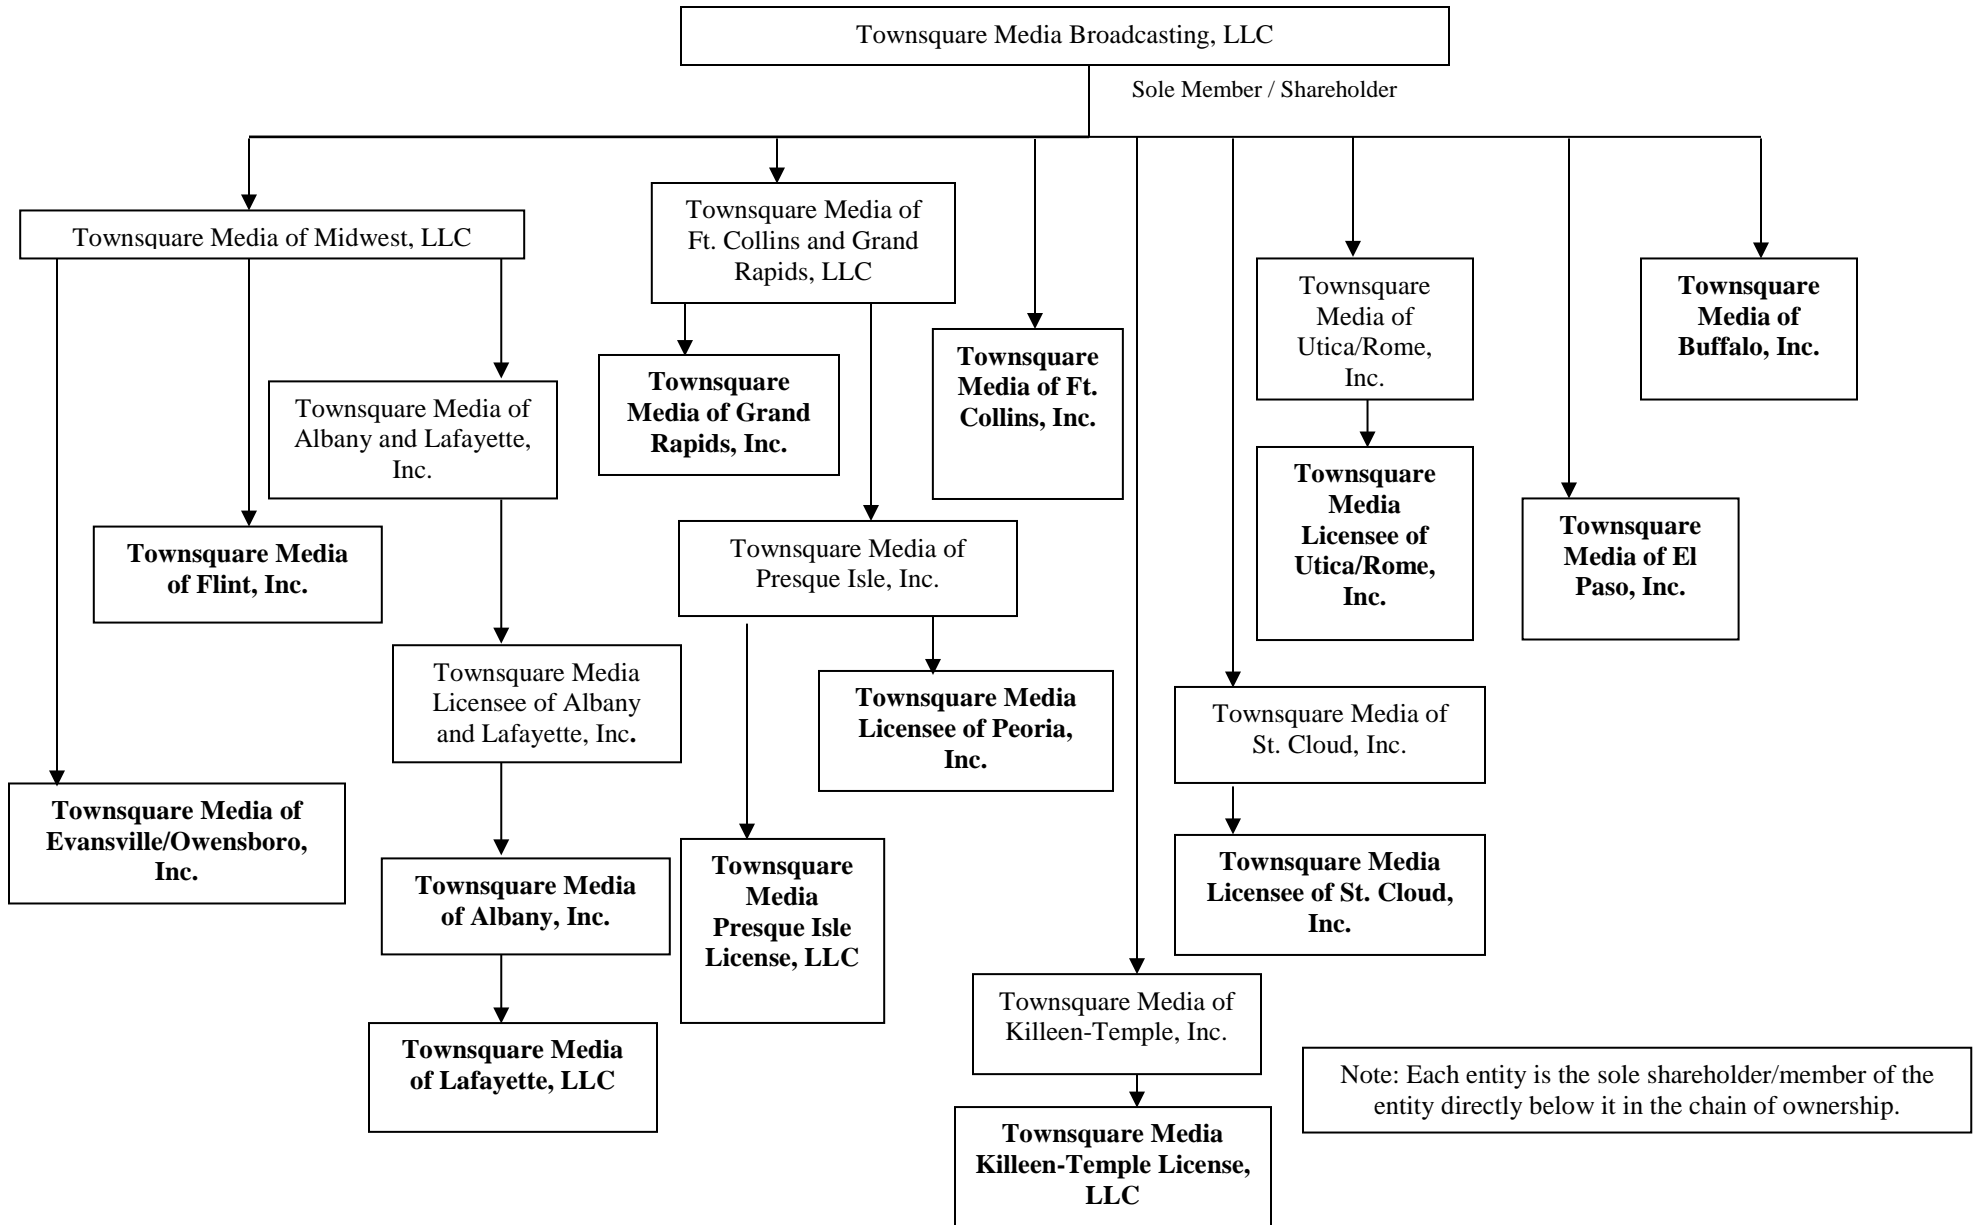 Townsquare Media Broadcasting, LLC
Sole Member / Shareholder
Townsquare Media of Midwest, LLC
Townsquare Media of
Ft. Collins and Grand
Rapids, LLC
Townsquare
Media of
Utica/Rome,
Inc.
Townsquare
Media of
Buffalo, Inc.
Townsquare
Media of Ft.
Collins, Inc.
Townsquare
Media of Grand
Rapids, Inc.
Townsquare Media of
Albany and Lafayette,
Inc.
Townsquare
Media
Licensee of
Utica/Rome,
Inc.
Townsquare
Media of El
Paso, Inc.
Townsquare Media
of Flint, Inc.
Townsquare Media of
Presque Isle, Inc.
Townsquare Media
Licensee of Albany
and Lafayette, Inc.
Townsquare Media
Licensee of Peoria,
Inc.
Townsquare Media of
St. Cloud, Inc.
Townsquare Media of
Evansville/Owensboro,
Inc.
Townsquare Media
of Albany, Inc.
Townsquare
Media
Presque Isle
License, LLC
Townsquare Media
Licensee of St. Cloud,
Inc.
Townsquare Media of
Killeen-Temple, Inc.
Townsquare Media
of Lafayette, LLC
Note: Each entity is the sole shareholder/member of the
entity directly below it in the chain of ownership.
Townsquare Media
Killeen-Temple License,
LLC